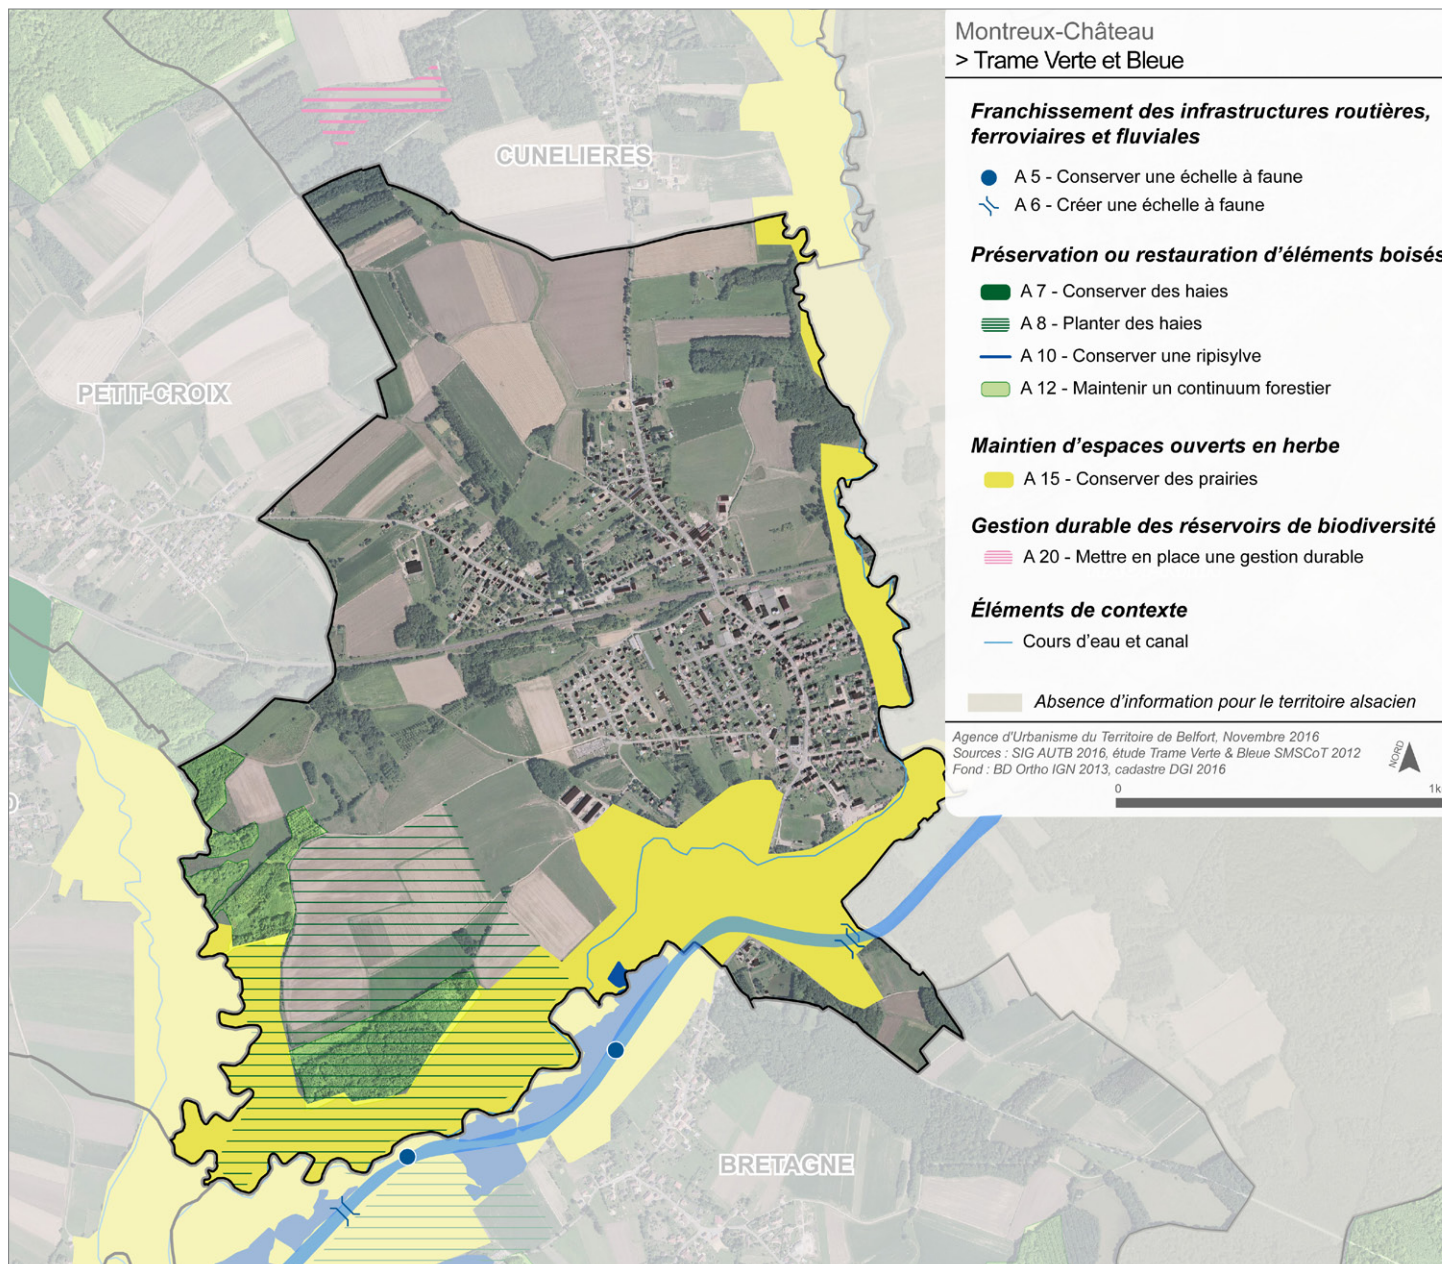 Montreux-Château
> Trame Verte et Bleue
Franchissement des infrastructures routières,
ferroviaires et fluviales
A 5 - Conserver une échelle à faune
A 6 - Créer une échelle à faune
Préservation ou restauration d'éléments boisés
A 7 - Conserver des haies
A 8 - Planter des haies
A 10 - Conserver une ripisylve
A 12 - Maintenir un continuum forestier
Maintien d'espaces ouverts en herbe
A 15 - Conserver des prairies
Gestion durable des réservoirs de biodiversité
A 20 - Mettre en place une gestion durable
Éléments de contexte
Cours d'eau et canal
Absence d'information pour le territoire alsacien
Agence d'Urbanisme du Territoire de Belfort, Novembre 2016
Sources : SIG AUTB 2016, étude Trame Verte & Bleue SMSCoT 2012
Fond : BD Ortho IGN 2013, cadastre DGI 2016
NORD
0 1k
CUNELIERES
PETIT-CROIX
BRETAGNE